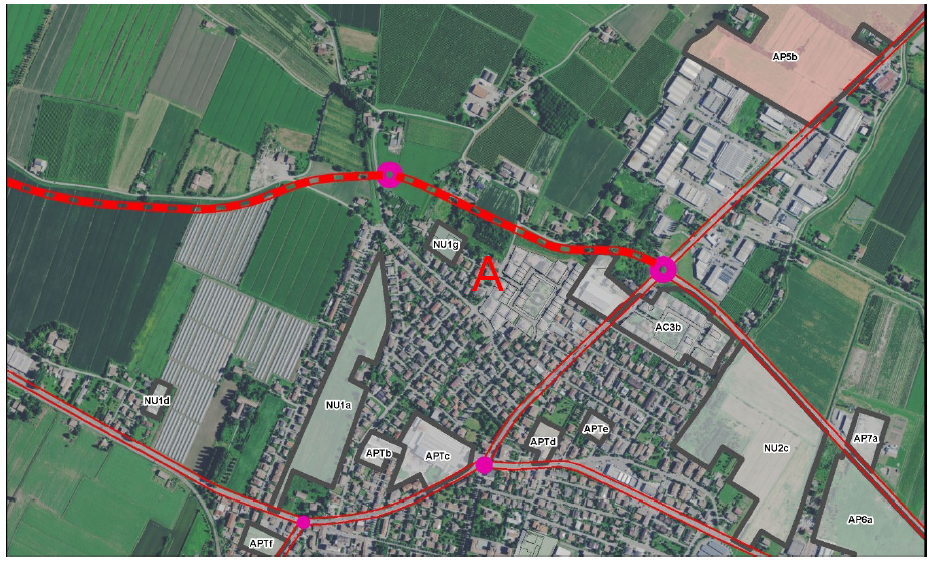 AP5b
NU1g
A
AC3b
NU1d
NU1a
APTe
APTd
APTb
APTc
NU2c
AP7a
AP6a
APTf